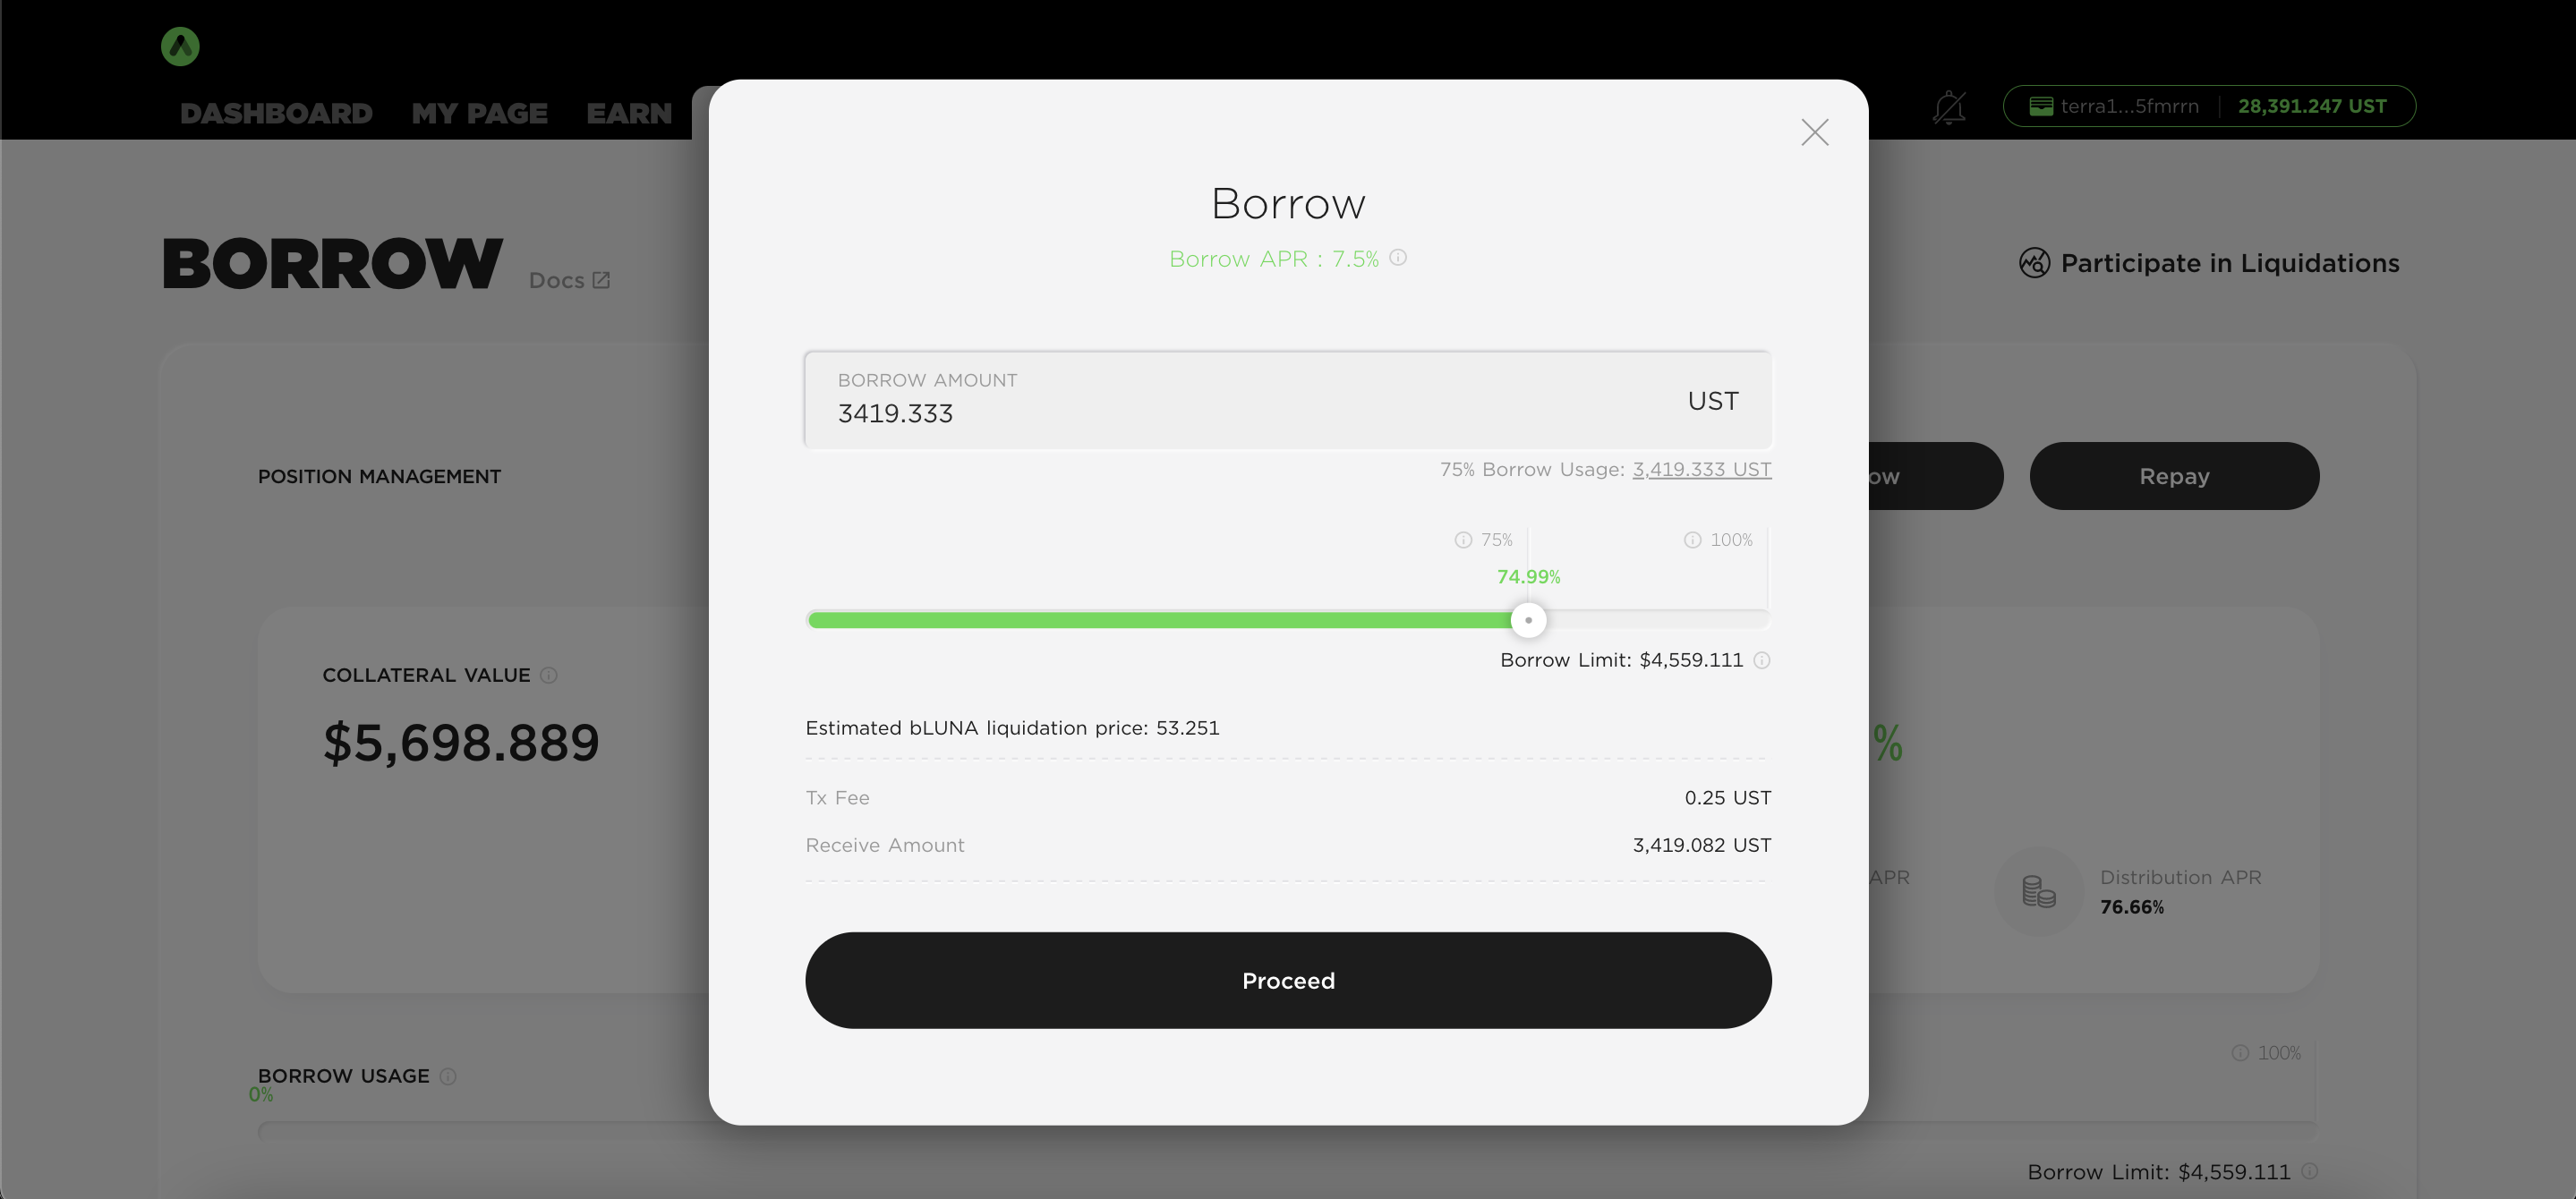 DASHBOARD MY PAGE EARN
terra1...5fmrrn 28,391.247 UST
BORROW Docs
Participate in Liquidations
POSITION MANAGEMENT
ow
Repay
COLLATERAL VALUE
$5,698.889
%
APR
Distribution APR
76.66%
BORROW USAGE
0%
100%
Borrow Limit: $4,559.111
Borrow
Borrow APR : 7.5%
BORROW AMOUNT
3419.333
UST
75% Borrow Usage: 3,419.333 UST
75%
100%
74.99%
Borrow Limit: $4,559.111
Estimated bLUNA liquidation price: 53.251
Tx Fee 0.25 UST
Receive Amount 3,419.082 UST
Proceed